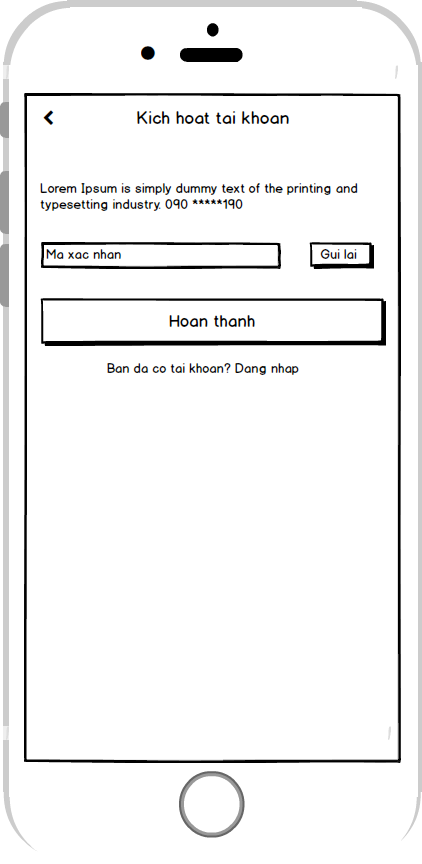 Kich hoat tai khoan
Lorem Ipsum is simply dummy text of the printing and
typesetting industry. 090 *****190
Ma xac nhan
Gui lai
Hoan thanh
Ban da co tai khoan? Dang nhap